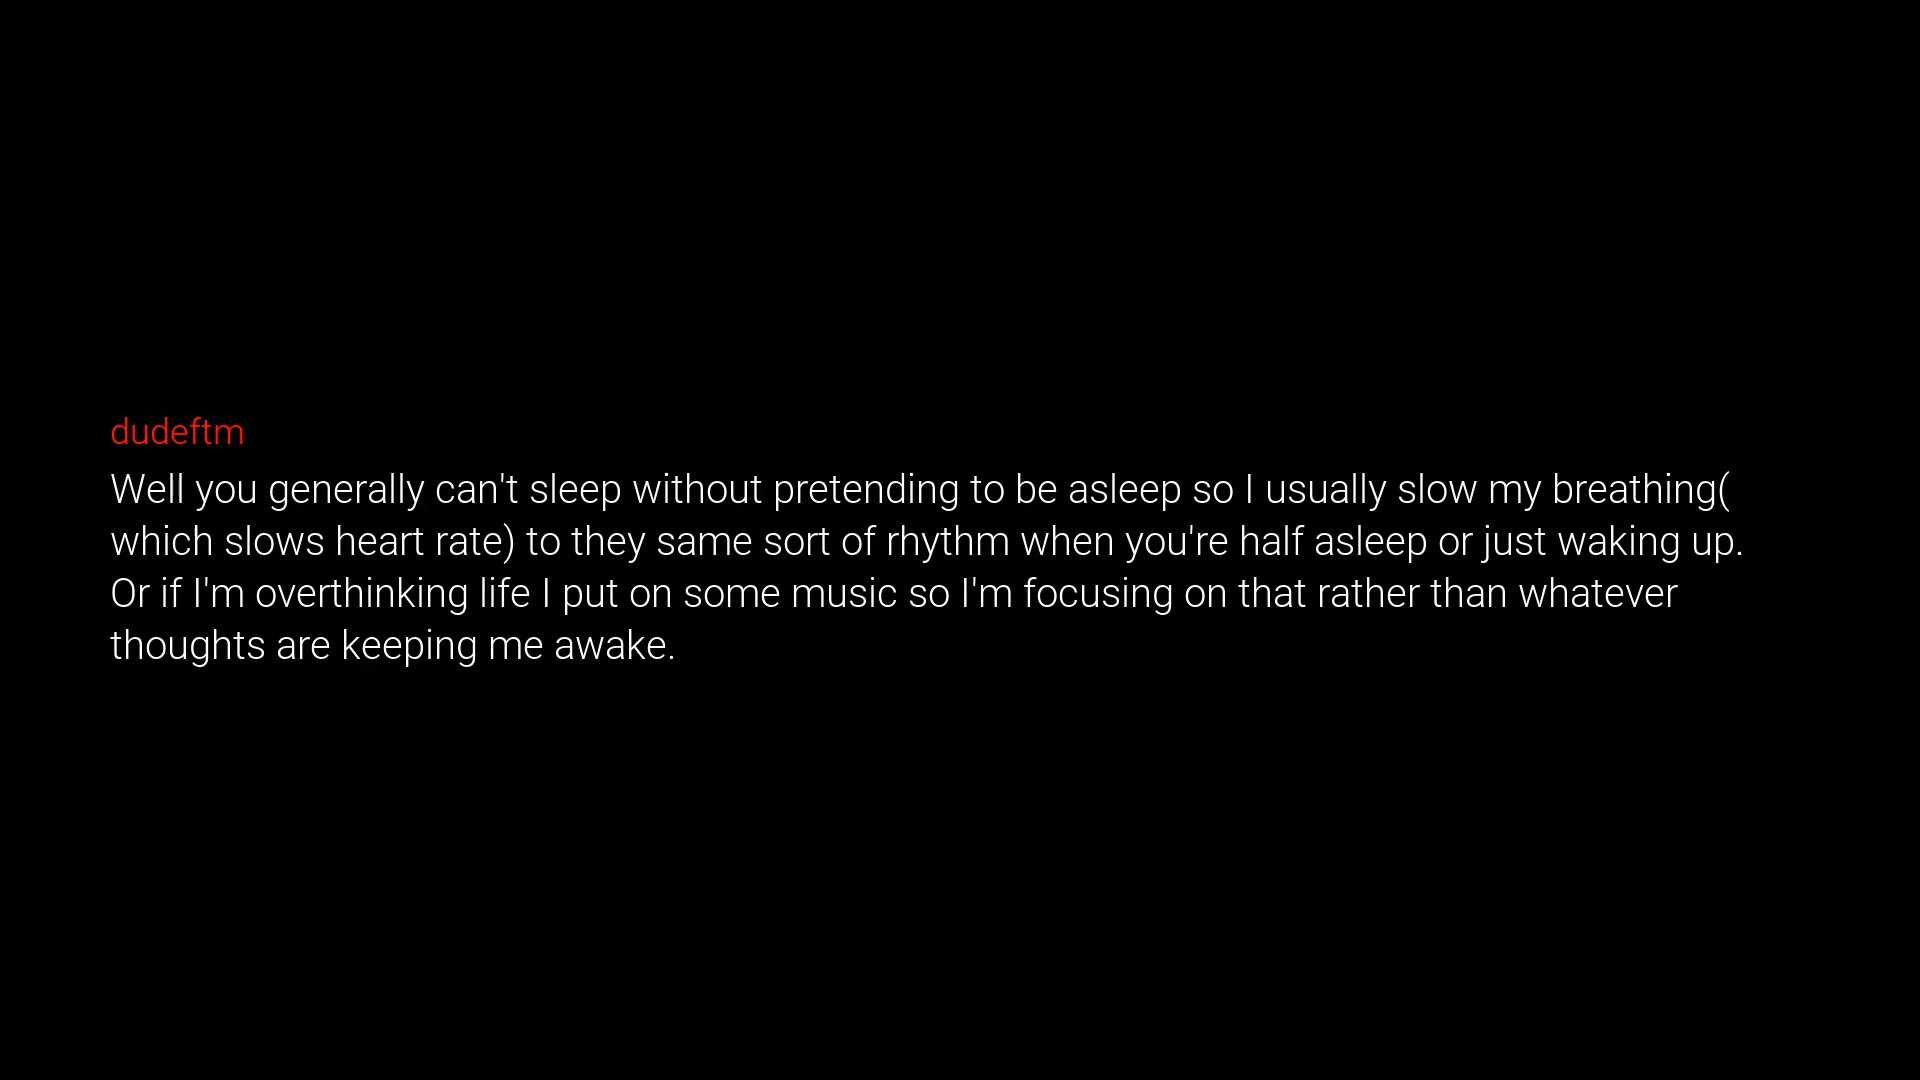 dudeftm
Well you generally can't sleep without pretending to be asleep so I usually slow my breathing(
which slows heart rate) to they same sort of rhythm when you're half asleep or just waking up.
Or if I'm overthinking life I put on some music so I'm focusing on that rather than whatever
thoughts are keeping me awake.